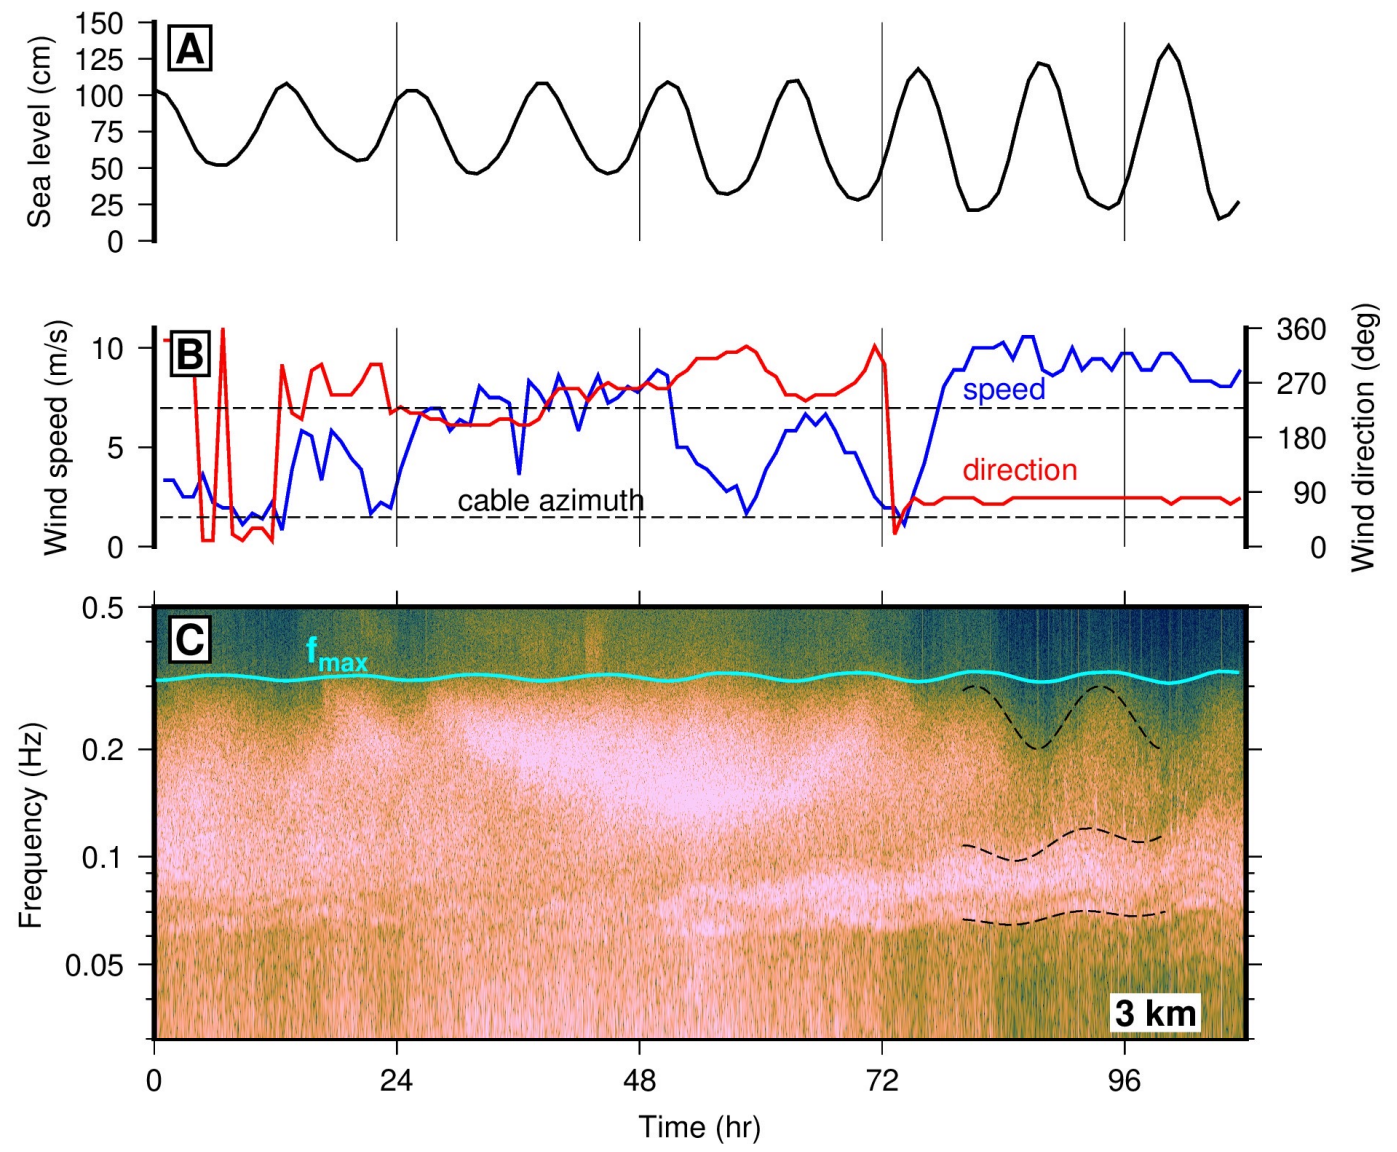 150
125
100
75
50
25
0
Sea level (cm)
A
10
5
0
Wind speed (m/s)
B
speed
direction
cable azimuth
360
270
180
90
0
Wind direction (deg)
0.5
0.2
0.1
0.05
Frequency (Hz)
C
fmax
3 km
0
24
48
72
96
Time (hr)